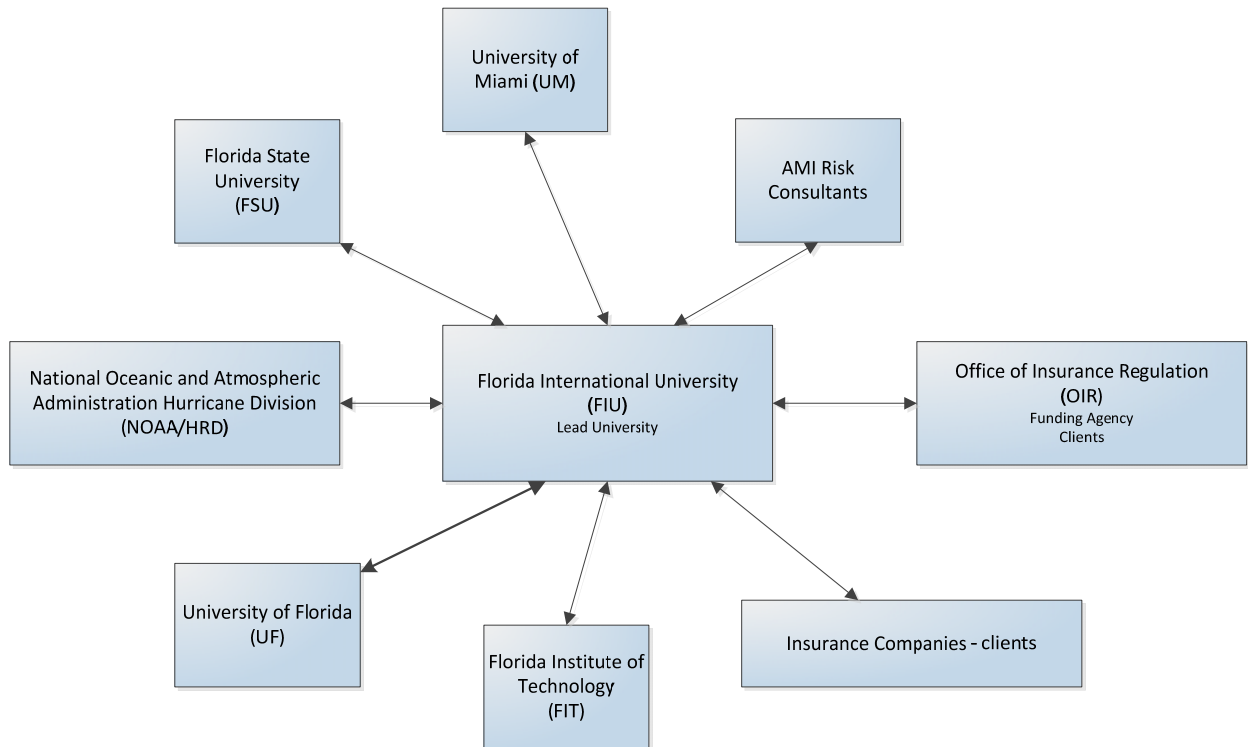 University of
Miami (UM)
Florida State
University
(FSU)
AMI Risk
Consultants
National Oceanic and Atmospheric
Administration Hurricane Division
(NOAA/HRD)
Florida International University
(FIU)
Lead University
Office of Insurance Regulation
(OIR)
Funding Agency
Clients
University of Florida
(UF)
Florida Institute of
Technology
(FIT)
Insurance Companies - clients